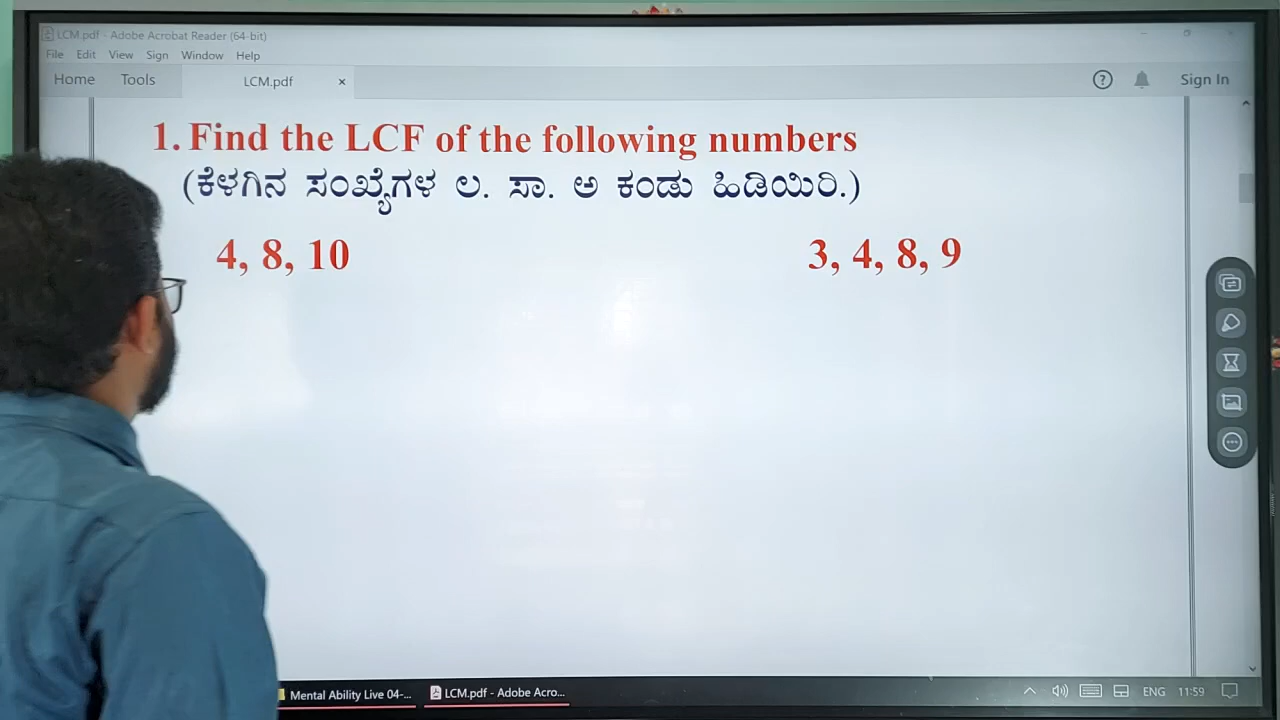 LCM.pdf - Adobe Acrobat Reader (64-bit)
File Edit View Sign Window Help
Home Tools LCM.pdf × ? Sign In
1. Find the LCF of the following numbers
(ಕೆಳಗಿನ ಸಂಖ್ಯೆಗಳ ಲ. ಸಾ. ಅ ಕಂಡು ಹಿಡಿಯಿರಿ.)
4, 8, 10 3, 4, 8, 9
Mental Ability Live 04-... LCM.pdf - Adobe Acro... ENG 11:59